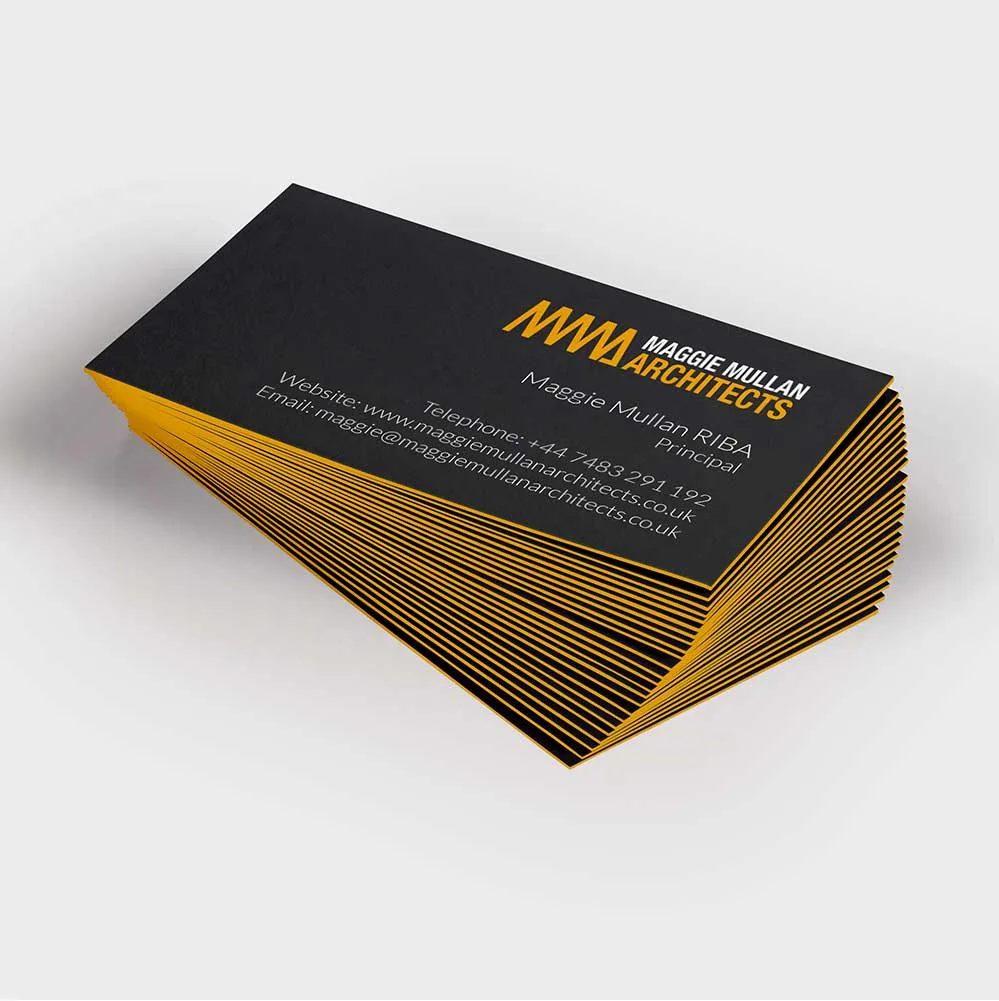 MAGGIE MULLAN
ARCHITECTS
Maggie Mullan RIBA
Principal
Telephone: +44 7483 291 192
Website: www.maggiemullanarchitects.co.uk
Email: maggie@maggiemullanarchitects.co.uk